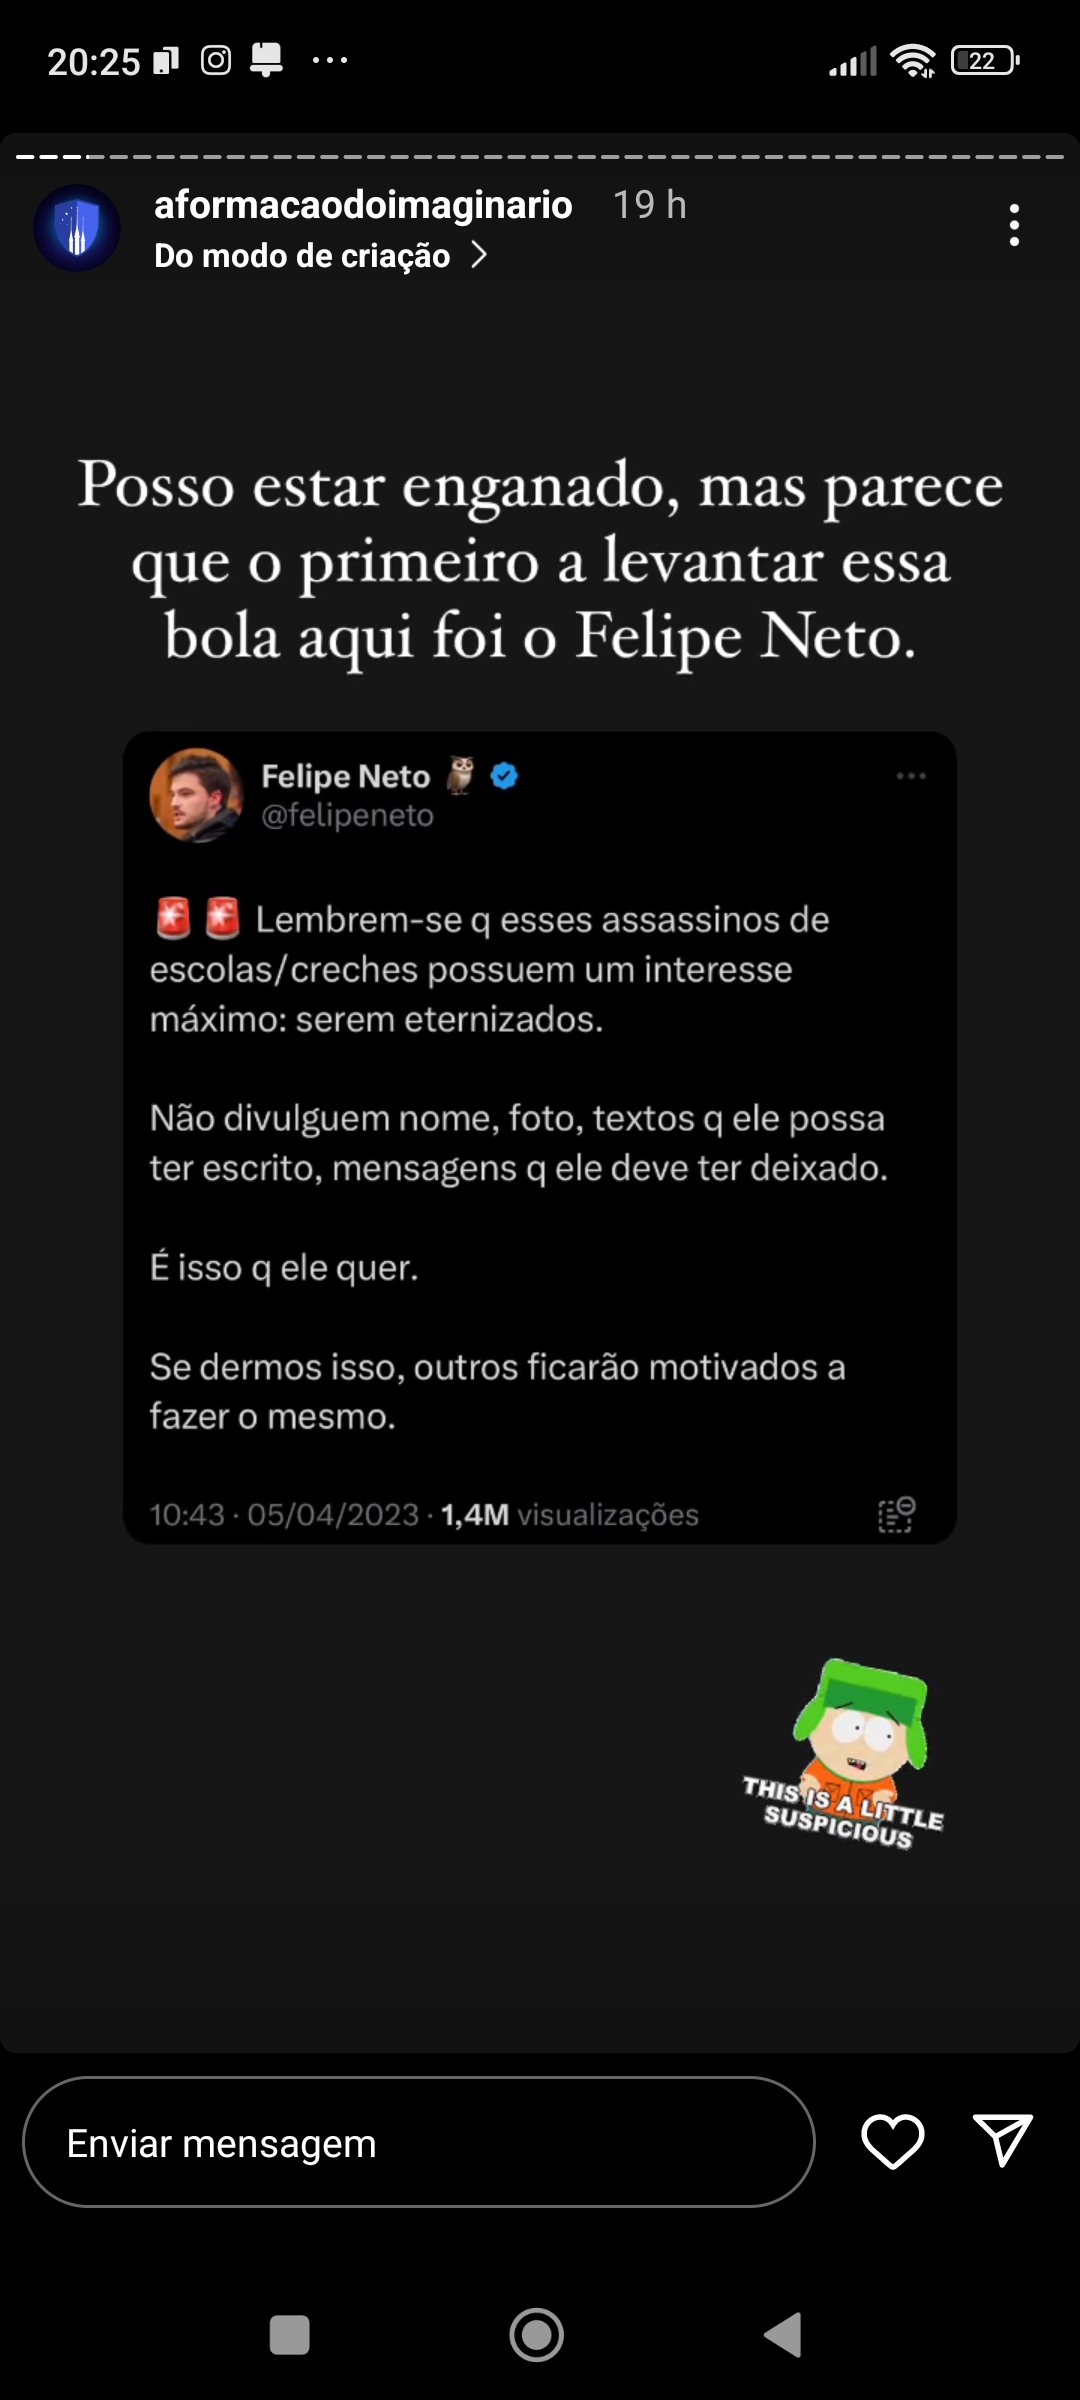 20:25
22
aformacaodoimaginario 19 h
Do modo de criação
Posso estar enganado, mas parece
que o primeiro a levantar essa
bola aqui foi o Felipe Neto.
Felipe Neto 🦉
@felipeneto
🚨🚨 Lembrem-se q esses assassinos de
escolas/creches possuem um interesse
máximo: serem eternizados.
Não divulguem nome, foto, textos q ele possa
ter escrito, mensagens q ele deve ter deixado.
É isso q ele quer.
Se dermos isso, outros ficarão motivados a
fazer o mesmo.
10:43 · 05/04/2023 · 1,4M visualizações
THIS IS A LITTLE
SUSPICIOUS
Enviar mensagem